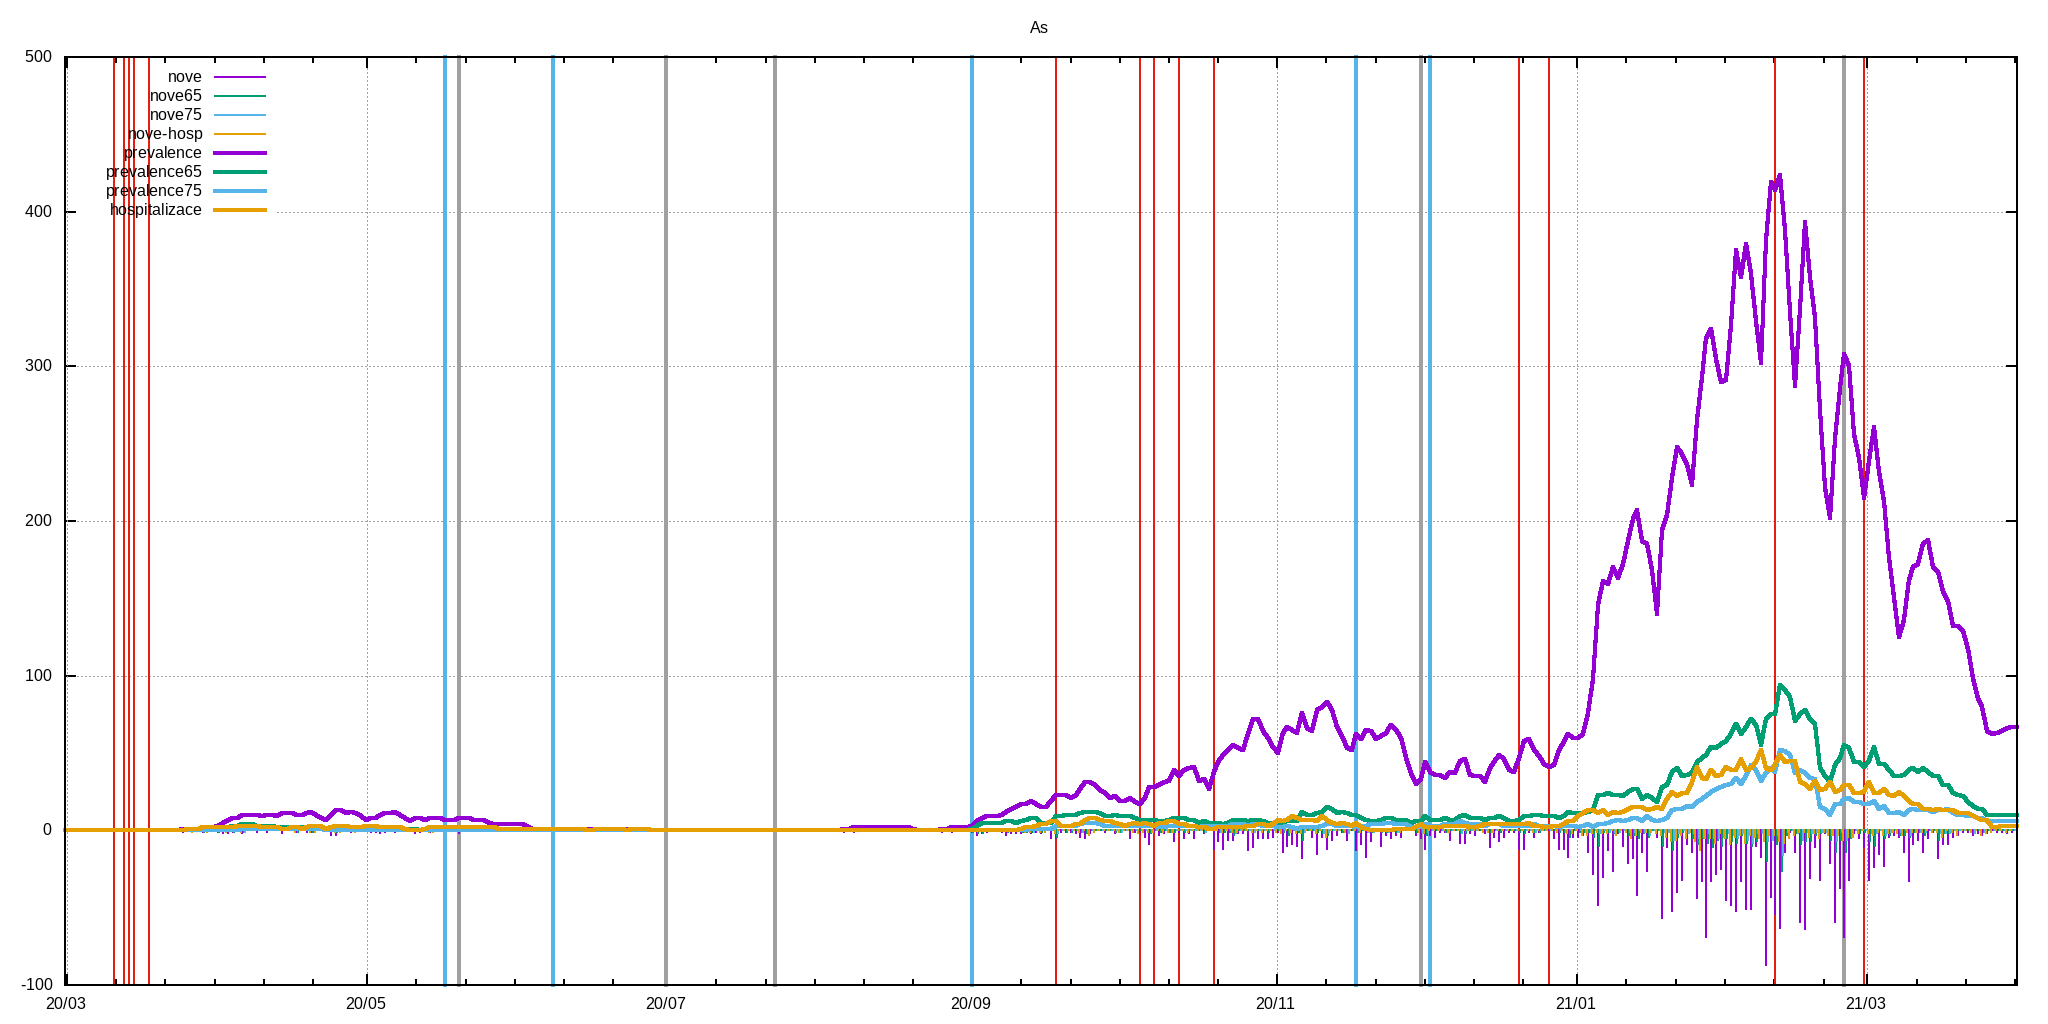 As
500
nove
nove65
nove75
nove-hosp
prevalence
prevalence65
prevalence75
hospitalizace
400
300
200
100
0
-100
20/03 20/05 20/07 20/09 20/11 21/01 21/03